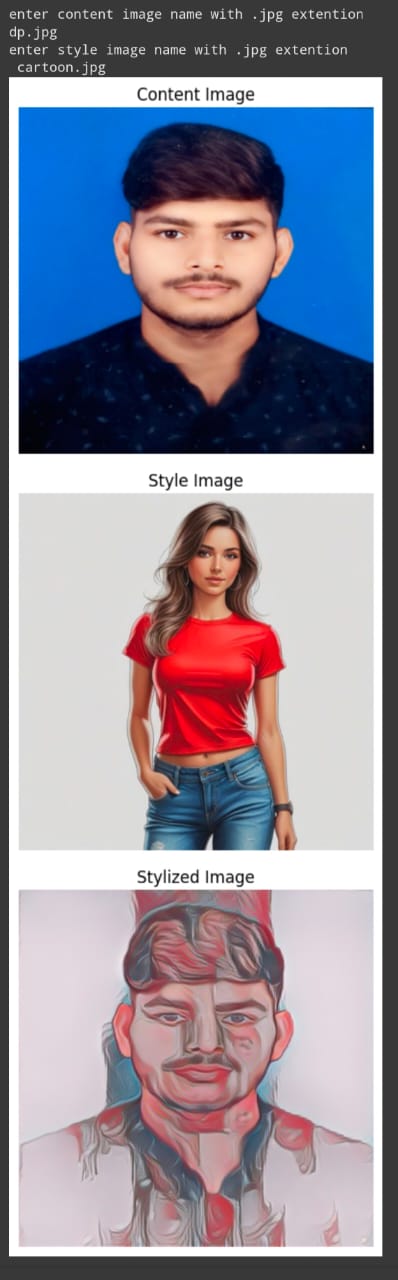 enter content image name with .jpg extention
dp.jpg
enter style image name with .jpg extention
cartoon.jpg
Content Image
Style Image
Stylized Image